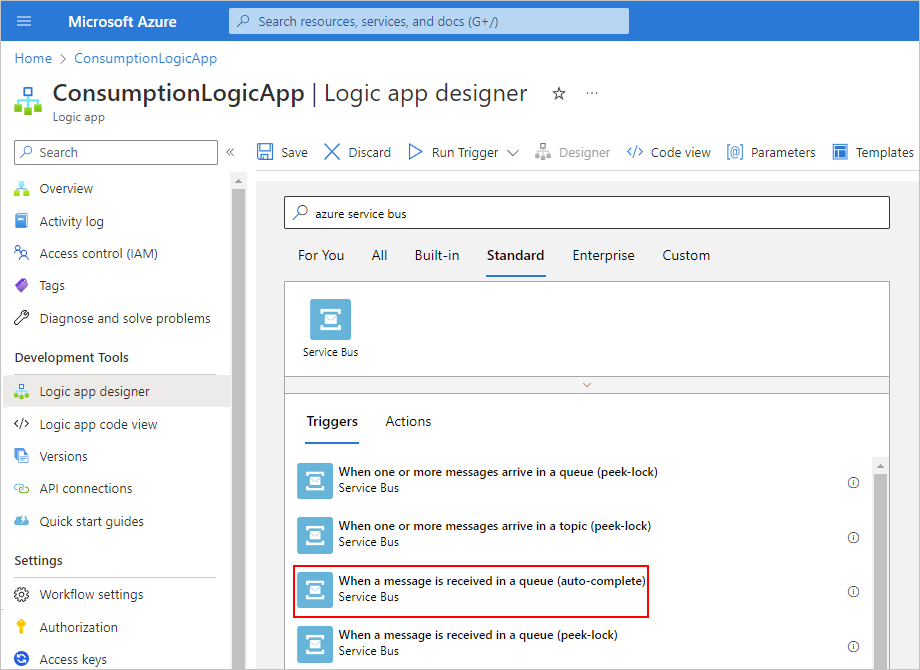 Microsoft Azure
Search resources, services, and docs (G+/)
Home > ConsumptionLogicApp
ConsumptionLogicApp | Logic app designer
Logic app
Search
Save
Discard
Run Trigger
Designer
Code view
Parameters
Templates
Overview
Activity log
Access control (IAM)
Tags
Diagnose and solve problems
Development Tools
Logic app designer
Logic app code view
Versions
API connections
Quick start guides
Settings
Workflow settings
Authorization
Access keys
azure service bus
For You
All
Built-in
Standard
Enterprise
Custom
Service Bus
Triggers
Actions
When one or more messages arrive in a queue (peek-lock)
Service Bus
When one or more messages arrive in a topic (peek-lock)
Service Bus
When a message is received in a queue (auto-complete)
Service Bus
When a message is received in a queue (peek-lock)
Service Bus